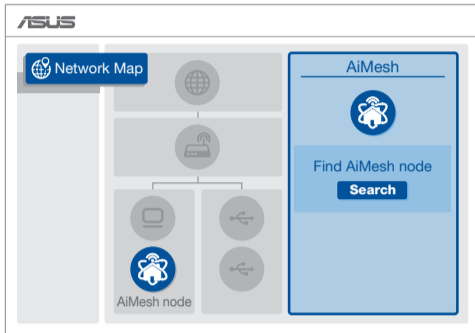 ASUS
Network Map
AiMesh
Find AiMesh node
Search
AiMesh node